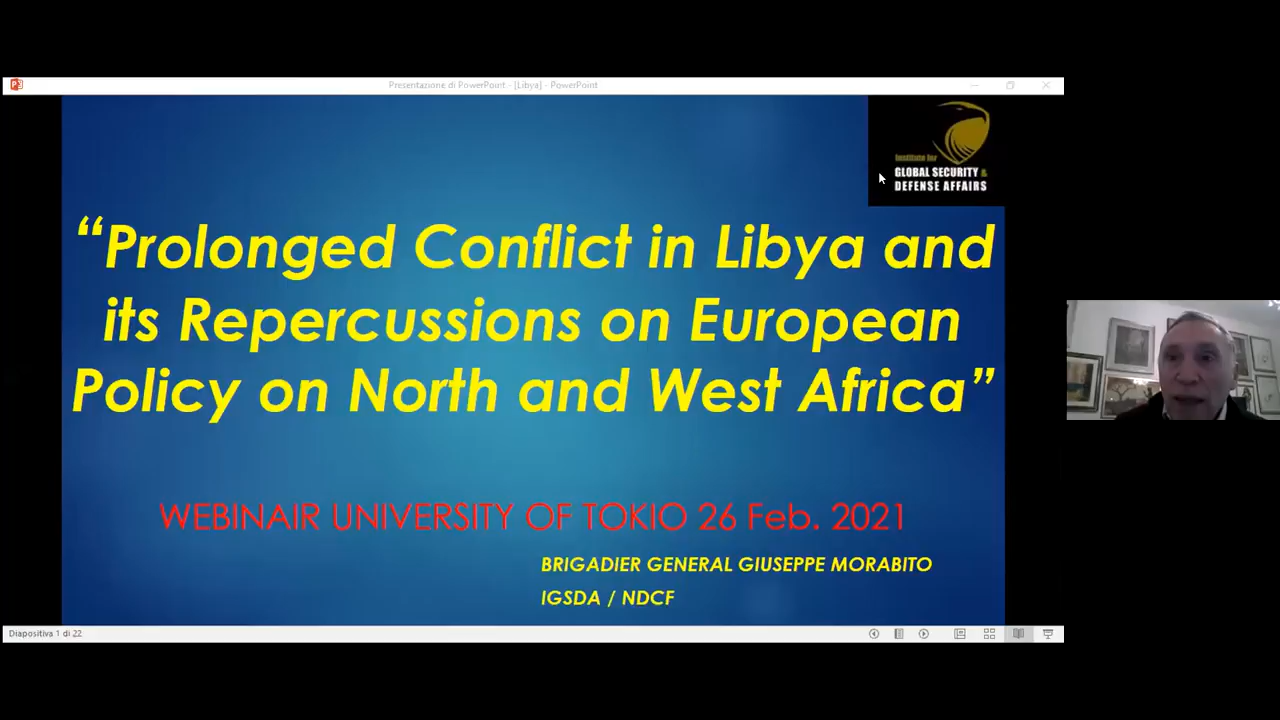 Presentazione di PowerPoint - [Libya] - PowerPoint
Institute for
GLOBAL SECURITY &
DEFENSE AFFAIRS
“Prolonged Conflict in Libya and
its Repercussions on European
Policy on North and West Africa”
WEBINAIR UNIVERSITY OF TOKIO 26 Feb. 2021
BRIGADIER GENERAL GIUSEPPE MORABITO
IGSDA / NDCF
Diapositiva 1 di 22